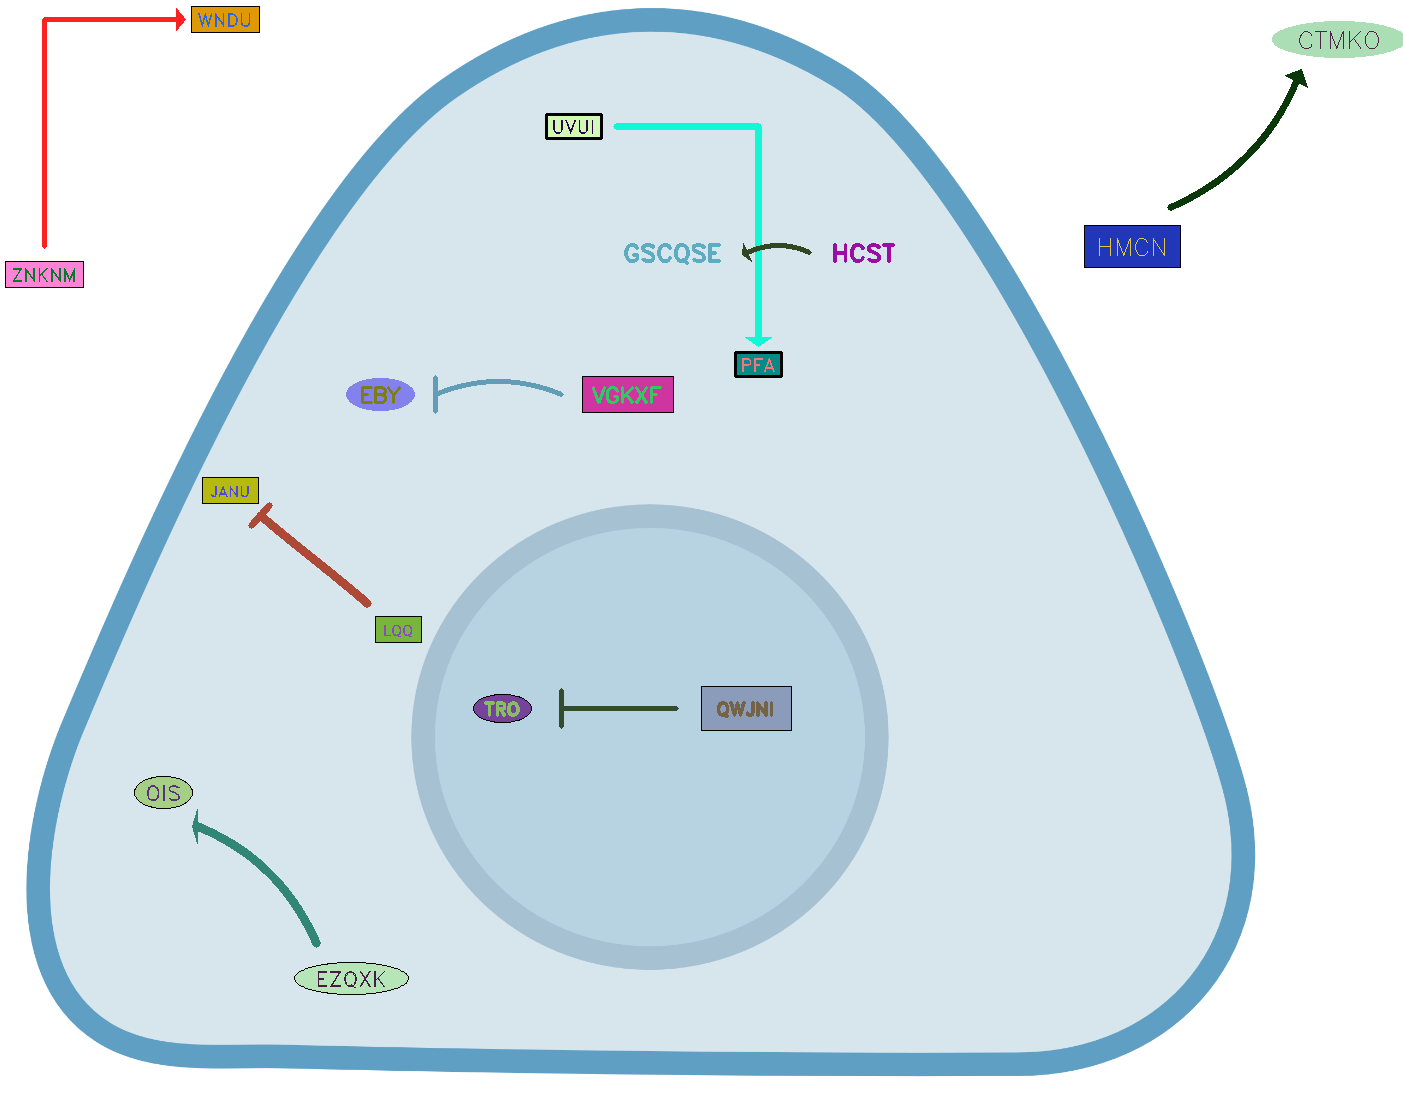 WNDU
CTMKO
UVUI
HMCN
GSCQSE
HCST
ZNKNM
PFA
EBY
VGKXF
JANU
LQQ
TRO
QWJNI
OIS
EZQXK